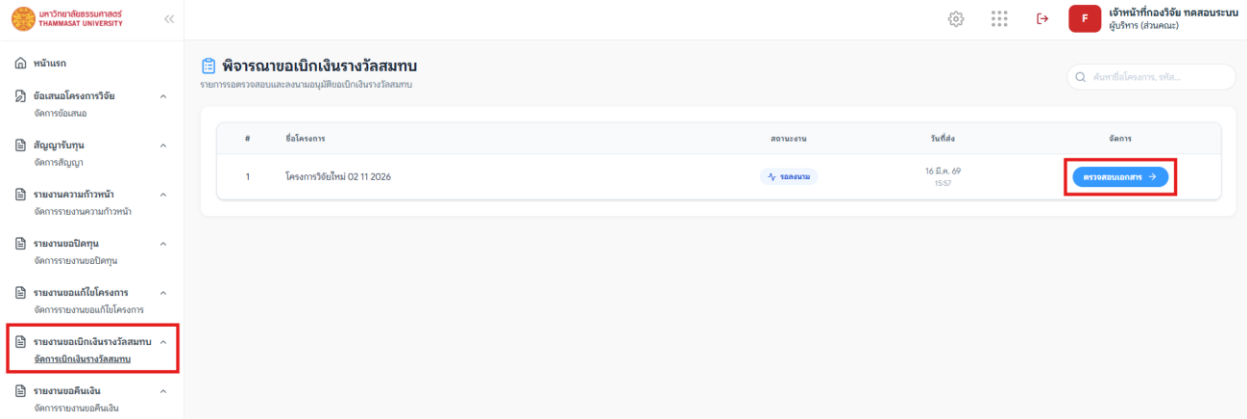 มหาวิทยาลัยธรรมศาสตร์
THAMMASAT UNIVERSITY
F
เจ้าหน้าที่กองวิจัย ทดสอบระบบ
ผู้บริหาร (ส่วนคณะ)
หน้าแรก
ข้อเสนอโครงการวิจัย
จัดการข้อเสนอ
สัญญารับทุน
จัดการสัญญา
รายงานความก้าวหน้า
จัดการรายงานความก้าวหน้า
รายงานขอปิดทุน
จัดการรายงานขอปิดทุน
รายงานขอแก้ไขโครงการ
จัดการรายงานขอแก้ไขโครงการ
รายงานขอเบิกเงินรางวัลสมทบ
จัดการเบิกเงินรางวัลสมทบ
รายงานขอคืนเงิน
จัดการรายงานขอคืนเงิน
พิจารณาขอเบิกเงินรางวัลสมทบ
รายการรอตรวจสอบและลงนามอนุมัติขอเบิกเงินรางวัลสมทบ
ค้นหาชื่อโครงการ, รหัส...
# ชื่อโครงการ สถานะงาน วันที่ส่ง จัดการ
1 โครงการวิจัยใหม่ 02 11 2026 รอลงนาม 16 มี.ค. 69 ตรวจสอบเอกสาร →
15:57